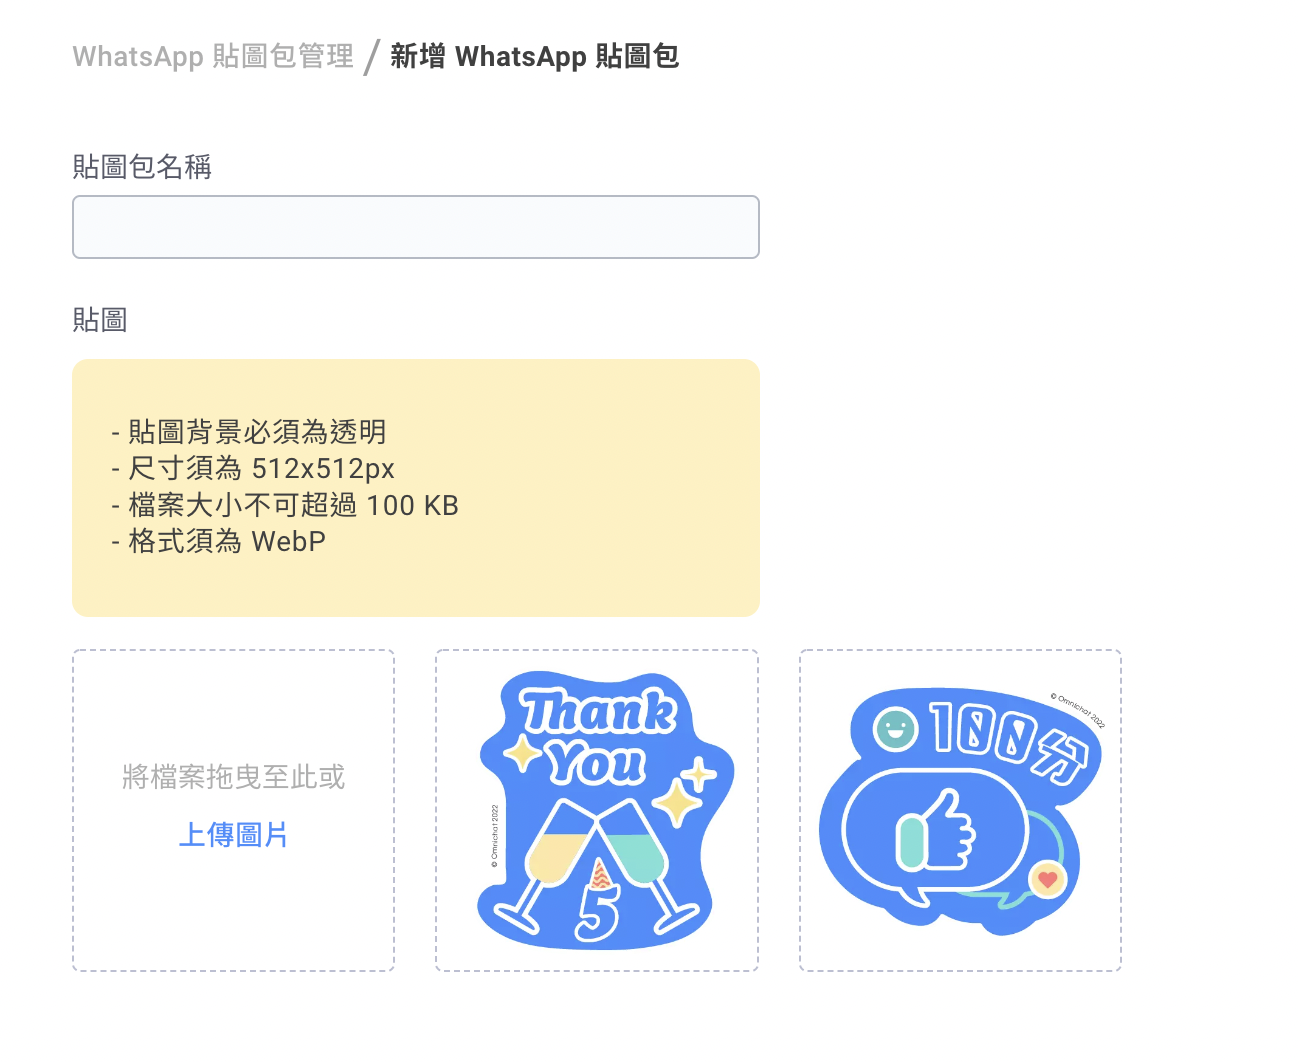 WhatsApp 貼圖包管理 / 新增 WhatsApp 貼圖包
貼圖包名稱
貼圖
- 貼圖背景必須為透明
- 尺寸須為 512x512px
- 檔案大小不可超過 100 KB
- 格式須為 WebP
將檔案拖曳至此或
上傳圖片
Thank
You
5
© Omnichat 2022
100分
© Omnichat 2022